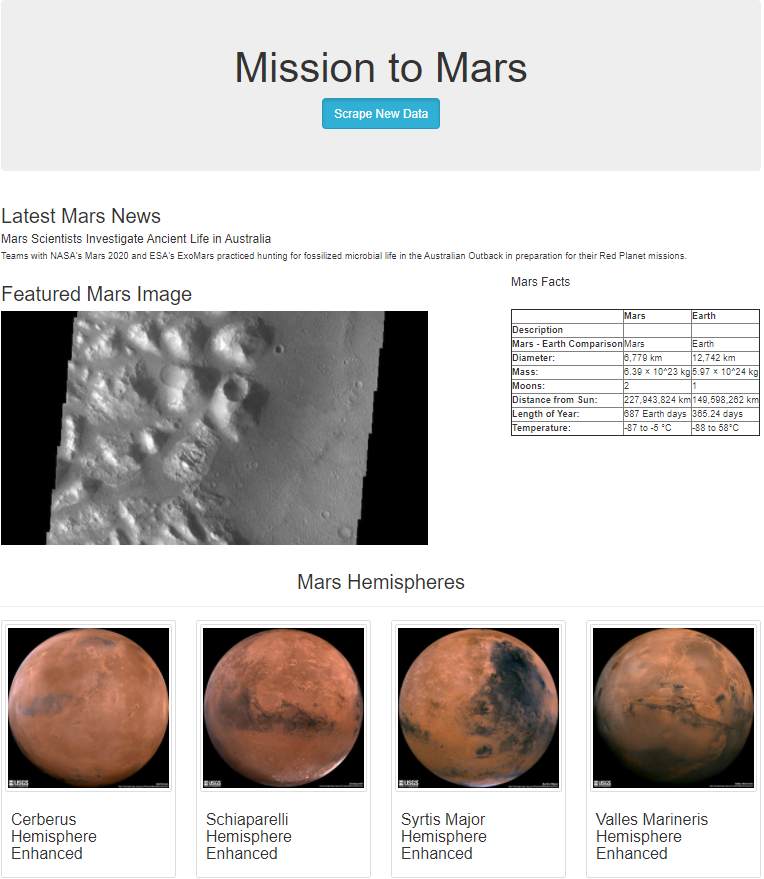 Mission to Mars
Scrape New Data
Latest Mars News
Mars Scientists Investigate Ancient Life in Australia
Teams with NASA's Mars 2020 and ESA's ExoMars practiced hunting for fossilized microbial life in the Australian Outback in preparation for their Red Planet missions.
Featured Mars Image
Mars Facts
Mars Earth
Description
Mars - Earth Comparison Mars Earth
Diameter: 6,779 km 12,742 km
Mass: 6.39 × 10^23 kg 5.97 × 10^24 kg
Moons: 2 1
Distance from Sun: 227,943,824 km 149,598,262 km
Length of Year: 687 Earth days 365.24 days
Temperature: -87 to -5 °C -88 to 58°C
Mars Hemispheres
USGS
USGS
USGS
USGS
Cerberus
Hemisphere
Enhanced
Schiaparelli
Hemisphere
Enhanced
Syrtis Major
Hemisphere
Enhanced
Valles Marineris
Hemisphere
Enhanced